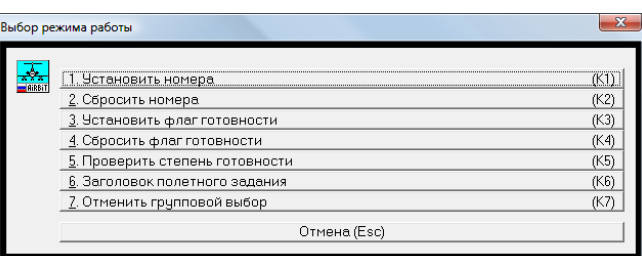 Выбор режима работы
AiRBiT
1. Установить номера (K1)
2. Сбросить номера (K2)
3. Установить флаг готовности (K3)
4. Сбросить флаг готовности (K4)
5. Проверить степень готовности (K5)
6. Заголовок полетного задания (K6)
7. Отменить групповой выбор (K7)
Отмена (Esc)